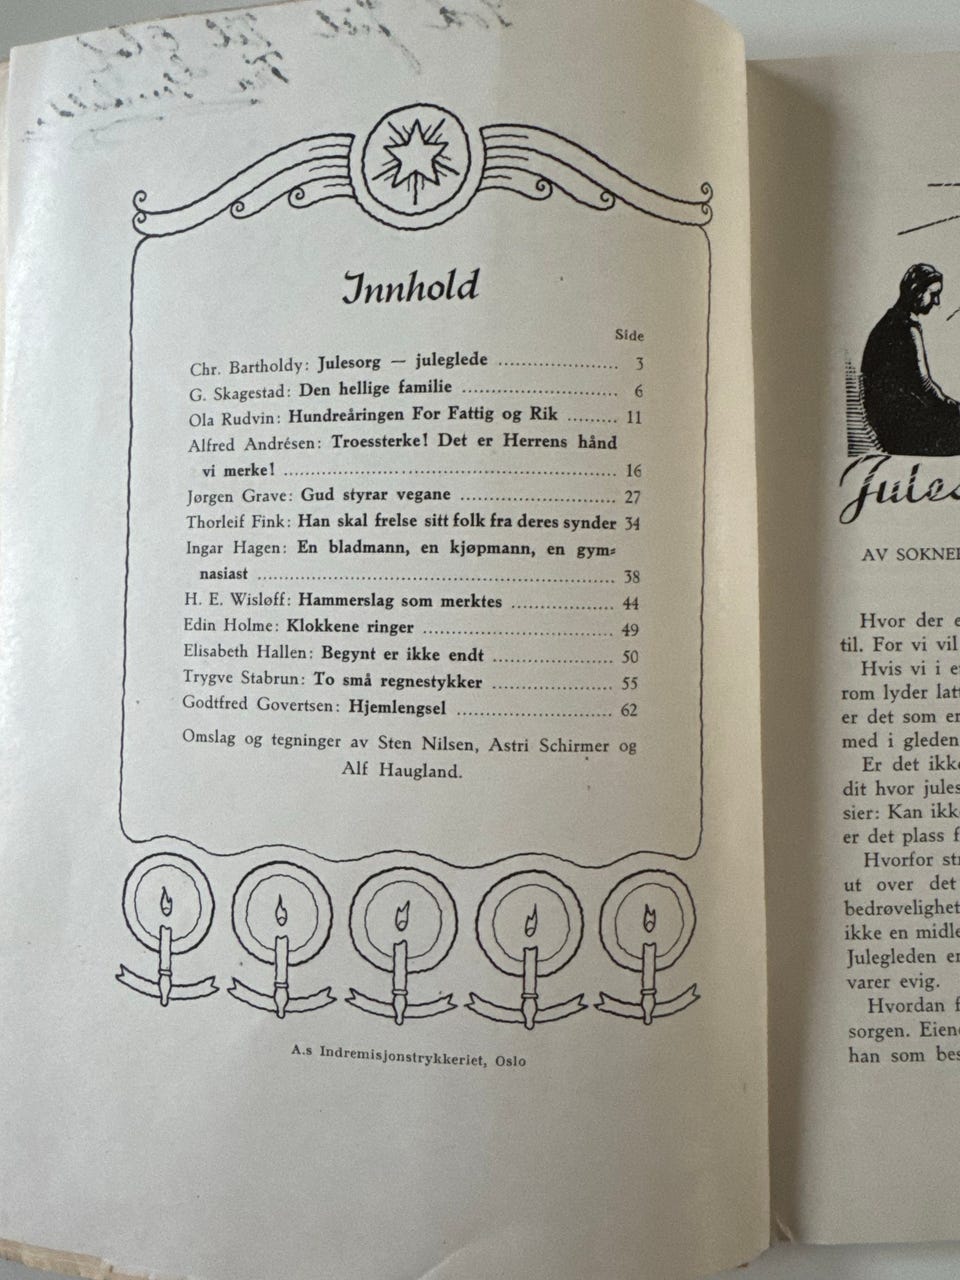 Innhold
Side
Chr. Bartholdy: Julesorg — juleglede .................... 3
G. Skagestad: Den hellige familie .......................... 6
Ola Rudvin: Hundreåringen For Fattig og Rik ........ 11
Alfred Andrésen: Troessterke! Det er Herrens hånd
vi merke! ........................................................ 16
Jørgen Grave: Gud styrar vegane .......................... 27
Thorleif Fink: Han skal frelse sitt folk fra deres synder 34
Ingar Hagen: En bladmann, en kjøpmann, en gym=
nasiast ............................................................ 38
H. E. Wisløff: Hammerslag som merktes ................. 44
Edin Holme: Klokkene ringer ................................ 49
Elisabeth Hallen: Begynt er ikke endt .................... 50
Trygve Stabrun: To små regnestykker .................... 55
Godtfred Govertsen: Hjemlengsel .......................... 62
Omslag og tegninger av Sten Nilsen, Astri Schirmer og
Alf Haugland.
A.s Indremisjonstrykkeriet, Oslo
Jules
AV SOKNE
Hvor der e
til. For vi vil
Hvis vi i e
rom lyder latt
er det som er
med i gleden
Er det ikke
dit hvor jules
sier: Kan ikk
er det plass f
Hvorfor str
ut over det
bedrøvelighet
ikke en midle
Julegleden er
varer evig.
Hvordan f
sorgen. Eiend
han som bes